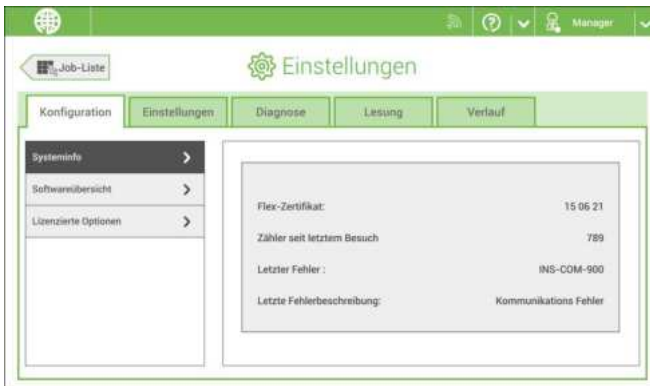 Manager
Job-Liste
Einstellungen
Konfiguration Einstellungen Diagnose Lesung Verlauf
Systeminfo
Softwareübersicht
Lizenzierte Optionen
Flex-Zertifikat: 15 06 21
Zähler seit letztem Besuch 789
Letzter Fehler : INS-COM-900
Letzte Fehlerbeschreibung: Kommunikations Fehler